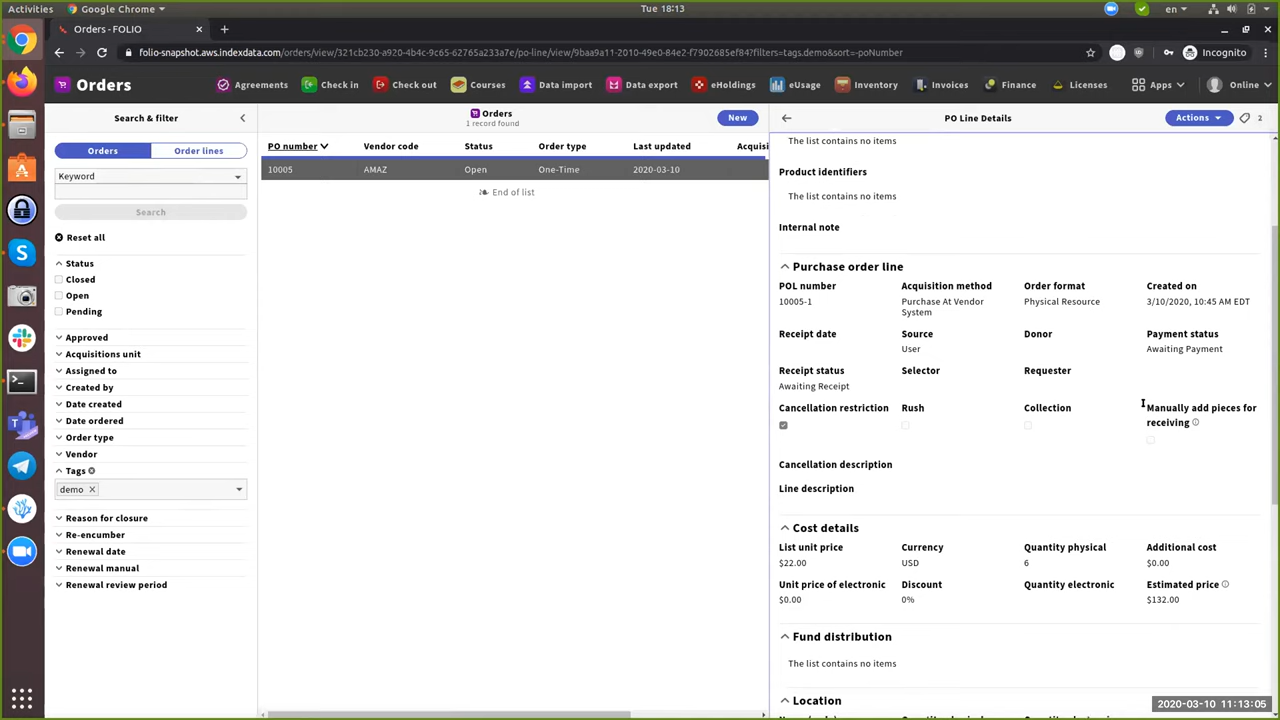 Activities
Google Chrome
Tue 18:13
en
Orders - FOLIO
folio-snapshot.aws.indexdata.com/orders/view/321cb230-a920-4b4c-9c65-62765a233a7e/po-line/view/9baa9a11-2010-49e0-84e2-f7902685ef84?filters=tags.demo&sort=-poNumber
Incognito
Orders
Agreements
Check in
Check out
Courses
Data import
Data export
eHoldings
eUsage
Inventory
Invoices
Finance
Licenses
Apps
Online
Search & filter
Orders
1 record found
New
PO Line Details
Actions
2
Orders
Order lines
Keyword
Search
Reset all
Status
Closed
Open
Pending
Approved
Acquisitions unit
Assigned to
Created by
Date created
Date ordered
Order type
Vendor
Tags
demo
Reason for closure
Re-encumber
Renewal date
Renewal manual
Renewal review period
PO number Vendor code Status Order type Last updated Acquisi
10005 AMAZ Open One-Time 2020-03-10
End of list
The list contains no items
Product identifiers
The list contains no items
Internal note
Purchase order line
POL number Acquisition method Order format Created on
10005-1 Purchase At Vendor Physical Resource 3/10/2020, 10:45 AM EDT
System
Receipt date Source Donor Payment status
User Awaiting Payment
Receipt status Selector Requester
Awaiting Receipt
Cancellation restriction Rush Collection Manually add pieces for
receiving
Cancellation description
Line description
Cost details
List unit price Currency Quantity physical Additional cost
$22.00 USD 6 $0.00
Unit price of electronic Discount Quantity electronic Estimated price
$0.00 0% $132.00
Fund distribution
The list contains no items
Location
2020-03-10 11:13:05